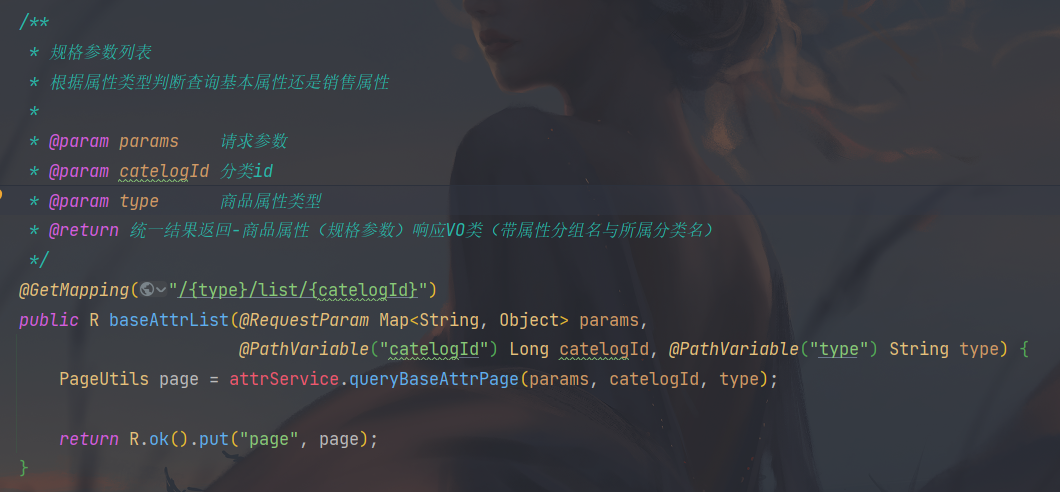 /**
* 规格参数列表
* 根据属性类型判断查询基本属性还是销售属性
*
* @param params 请求参数
* @param catelogId 分类id
* @param type 商品属性类型
* @return 统一结果返回-商品属性（规格参数）响应VO类（带属性分组名与所属分类名）
*/
@GetMapping("/{type}/list/{catelogId}")
public R baseAttrList(@RequestParam Map<String, Object> params,
@PathVariable("catelogId") Long catelogId, @PathVariable("type") String type) {
PageUtils page = attrService.queryBaseAttrPage(params, catelogId, type);
return R.ok().put("page", page);
}